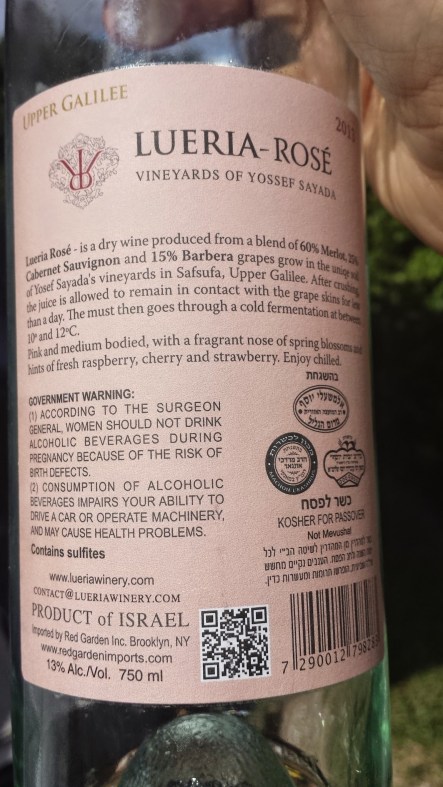 UPPER GALILEE
LUERIA-ROSÉ
VINEYARDS OF YOSSEF SAYADA
Lueria Rosé - is a dry wine produced from a blend of 60% Merlot, 25%
Cabernet Sauvignon and 15% Barbera grapes grow in the unique soil
of Yosef Sayada's vineyards in Safsufa, Upper Galilee. After crushing,
the juice is allowed to remain in contact with the grape skins for less
than a day. The must then goes through a cold fermentation at between
10º and 12ºC.
Pink and medium bodied, with a fragrant nose of spring blossoms and
hints of fresh raspberry, cherry and strawberry. Enjoy chilled.
GOVERNMENT WARNING:
(1) ACCORDING TO THE SURGEON
GENERAL, WOMEN SHOULD NOT DRINK
ALCOHOLIC BEVERAGES DURING
PREGNANCY BECAUSE OF THE RISK OF
BIRTH DEFECTS.
(2) CONSUMPTION OF ALCOHOLIC
BEVERAGES IMPAIRS YOUR ABILITY TO
DRIVE A CAR OR OPERATE MACHINERY,
AND MAY CAUSE HEALTH PROBLEMS.
Contains sulfites
www.lueriawinery.com
CONTACT@LUERIAWINERY.COM
PRODUCT of ISRAEL
Imported by Red Garden Inc. Brooklyn, NY
www.redgardenimports.com
13% Alc./Vol. 750 ml
בהשגחת
כשר לפסח
KOSHER FOR PASSOVER
Not Mevushal
7 290012 798